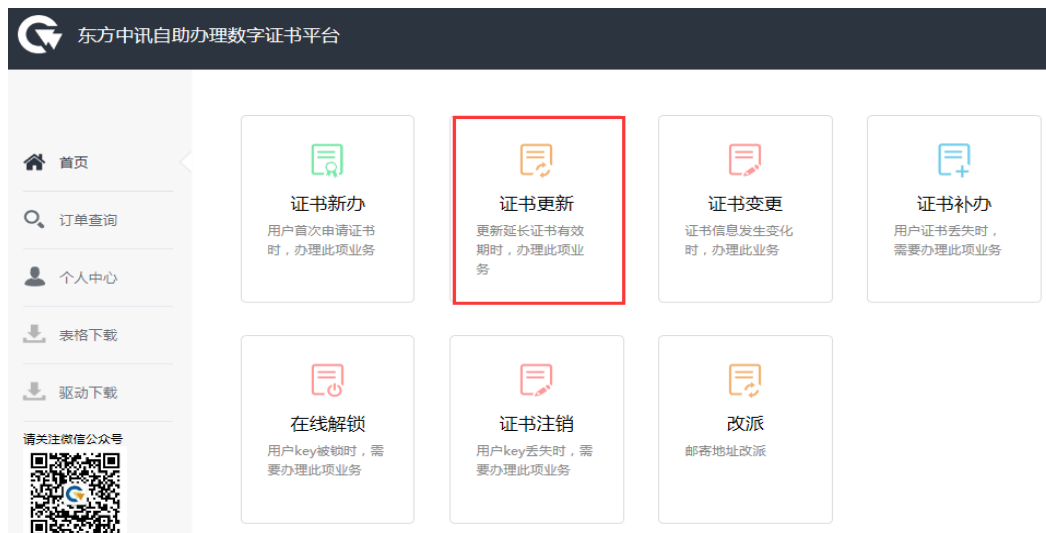 东方中讯自助办理数字证书平台
首页
订单查询
个人中心
表格下载
驱动下载
请关注微信公众号
证书新办
用户首次申请证书
时，办理此项业务
证书更新
更新延长证书有效
期时，办理此项业
务
证书变更
证书信息发生变化
时，办理此业务
证书补办
用户证书丢失时，
需要办理此项业务
在线解锁
用户key被锁时，需
要办理此项业务
证书注销
用户key丢失时，需
要办理此项业务
改派
邮寄地址改派